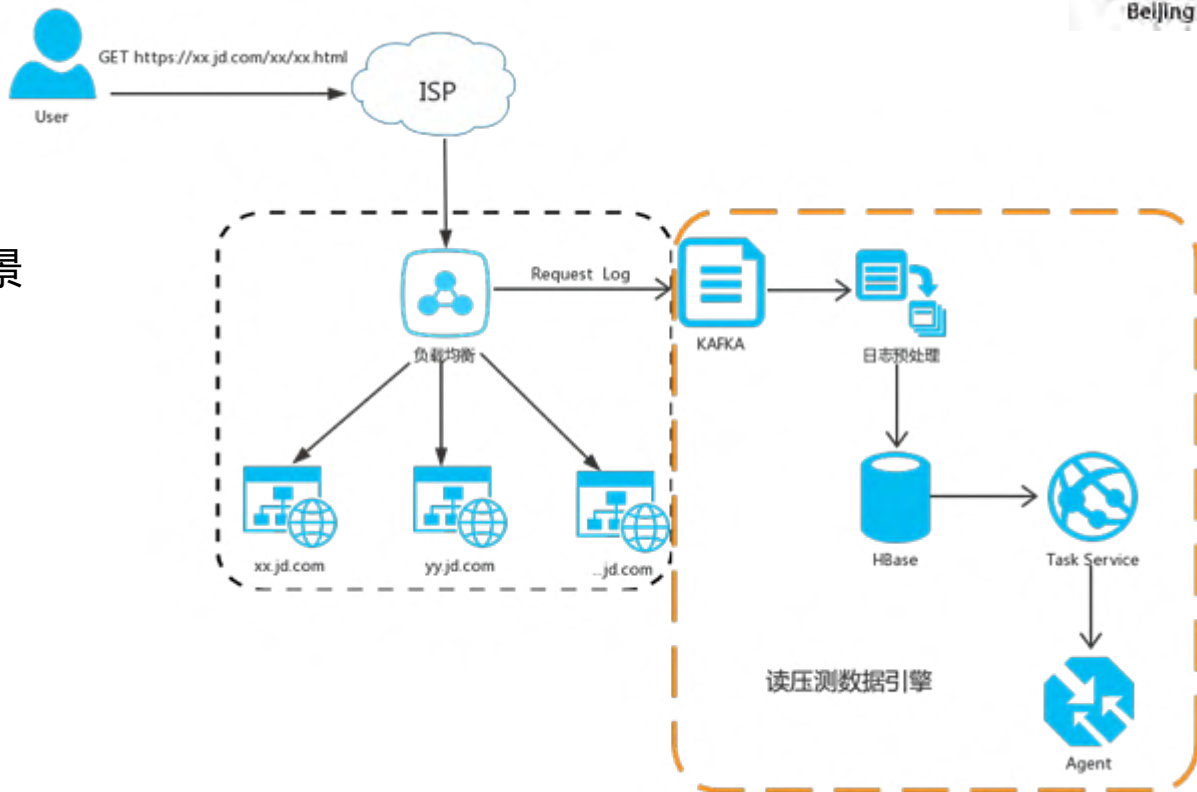 Beijing
GET https://xx.jd.com/xx/xx.html
ISP
User
景
Request Log
负载均衡
KAFKA
日志预处理
xx.jd.com
yy.jd.com
...jd.com
HBase
Task Service
读压测数据引擎
Agent